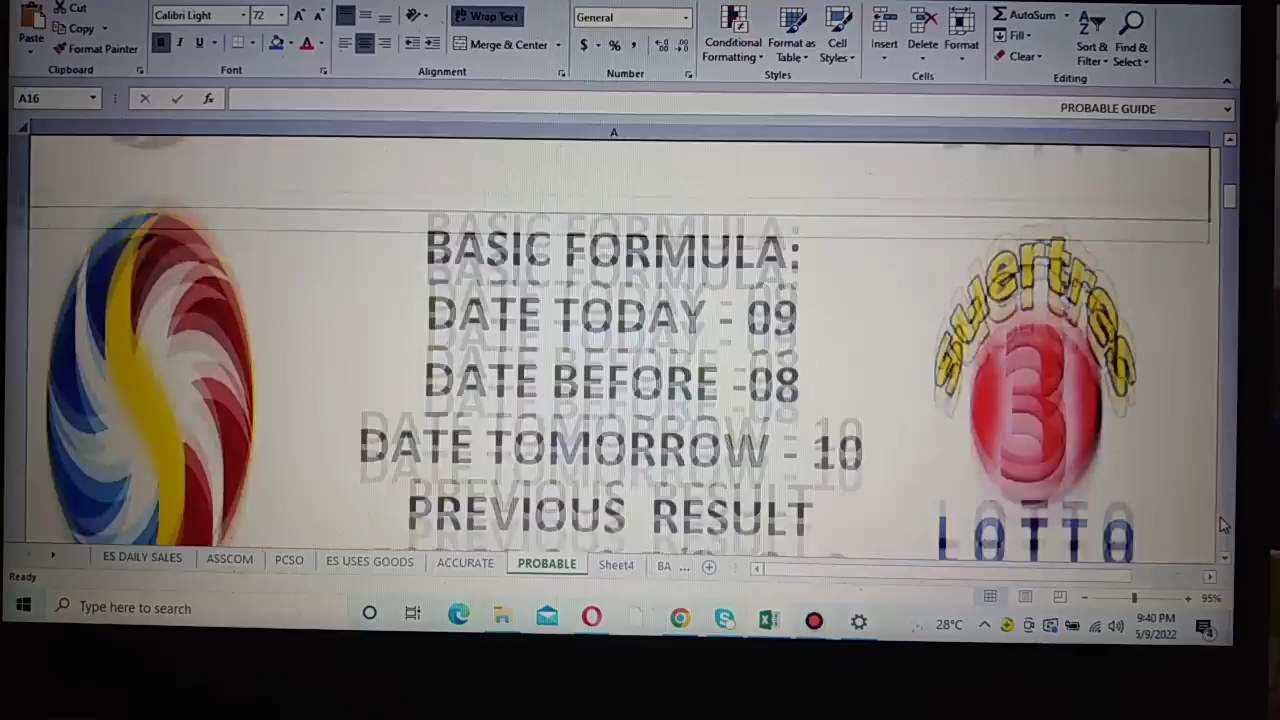 Cut
Calibri Light
72
Wrap Text
General
AutoSum
Copy
Paste
Format Painter
B I U
Merge & Center
$ % ,
Conditional Formatting
Format as Table
Cell Styles
Insert
Delete
Format
Fill
Clear
Sort & Filter
Find & Select
Clipboard
Font
Alignment
Number
Styles
Cells
Editing
A16
fx
PROBABLE GUIDE
A
BASIC FORMULA:
DATE TODAY - 09
DATE BEFORE -08
DATE TOMORROW - 10
PREVIOUS RESULT
suertres
3
LOTTO
ES DAILY SALES
ASSCOM
PCSO
ES USES GOODS
ACCURATE
PROBABLE
Sheet4
BA ...
Ready
95%
Type here to search
28°C
9:40 PM
5/9/2022
4